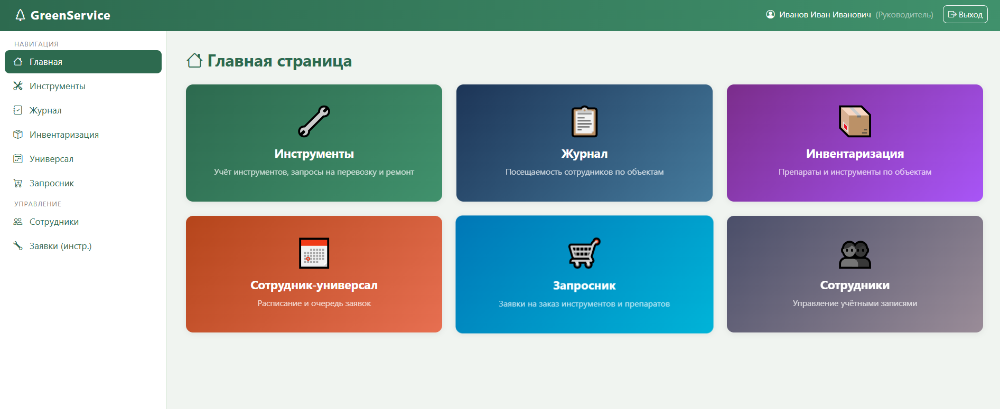 GreenService
Иванов Иван Иванович (Руководитель)
Выход
НАВИГАЦИЯ
Главная
Инструменты
Журнал
Инвентаризация
Универсал
Запросник
УПРАВЛЕНИЕ
Сотрудники
Заявки (инстр.)
Главная страница
Инструменты
Учёт инструментов, запросы на перевозку и ремонт
Журнал
Посещаемость сотрудников по объектам
Инвентаризация
Препараты и инструменты по объектам
Сотрудник-универсал
Расписание и очередь заявок
Запросник
Заявки на заказ инструментов и препаратов
Сотрудники
Управление учётными записями